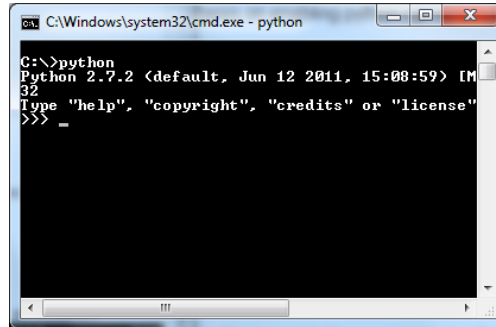 C:\Windows\system32\cmd.exe - python
C:\>python
Python 2.7.2 (default, Jun 12 2011, 15:08:59) [M
32
Type "help", "copyright", "credits" or "license"
>>> _